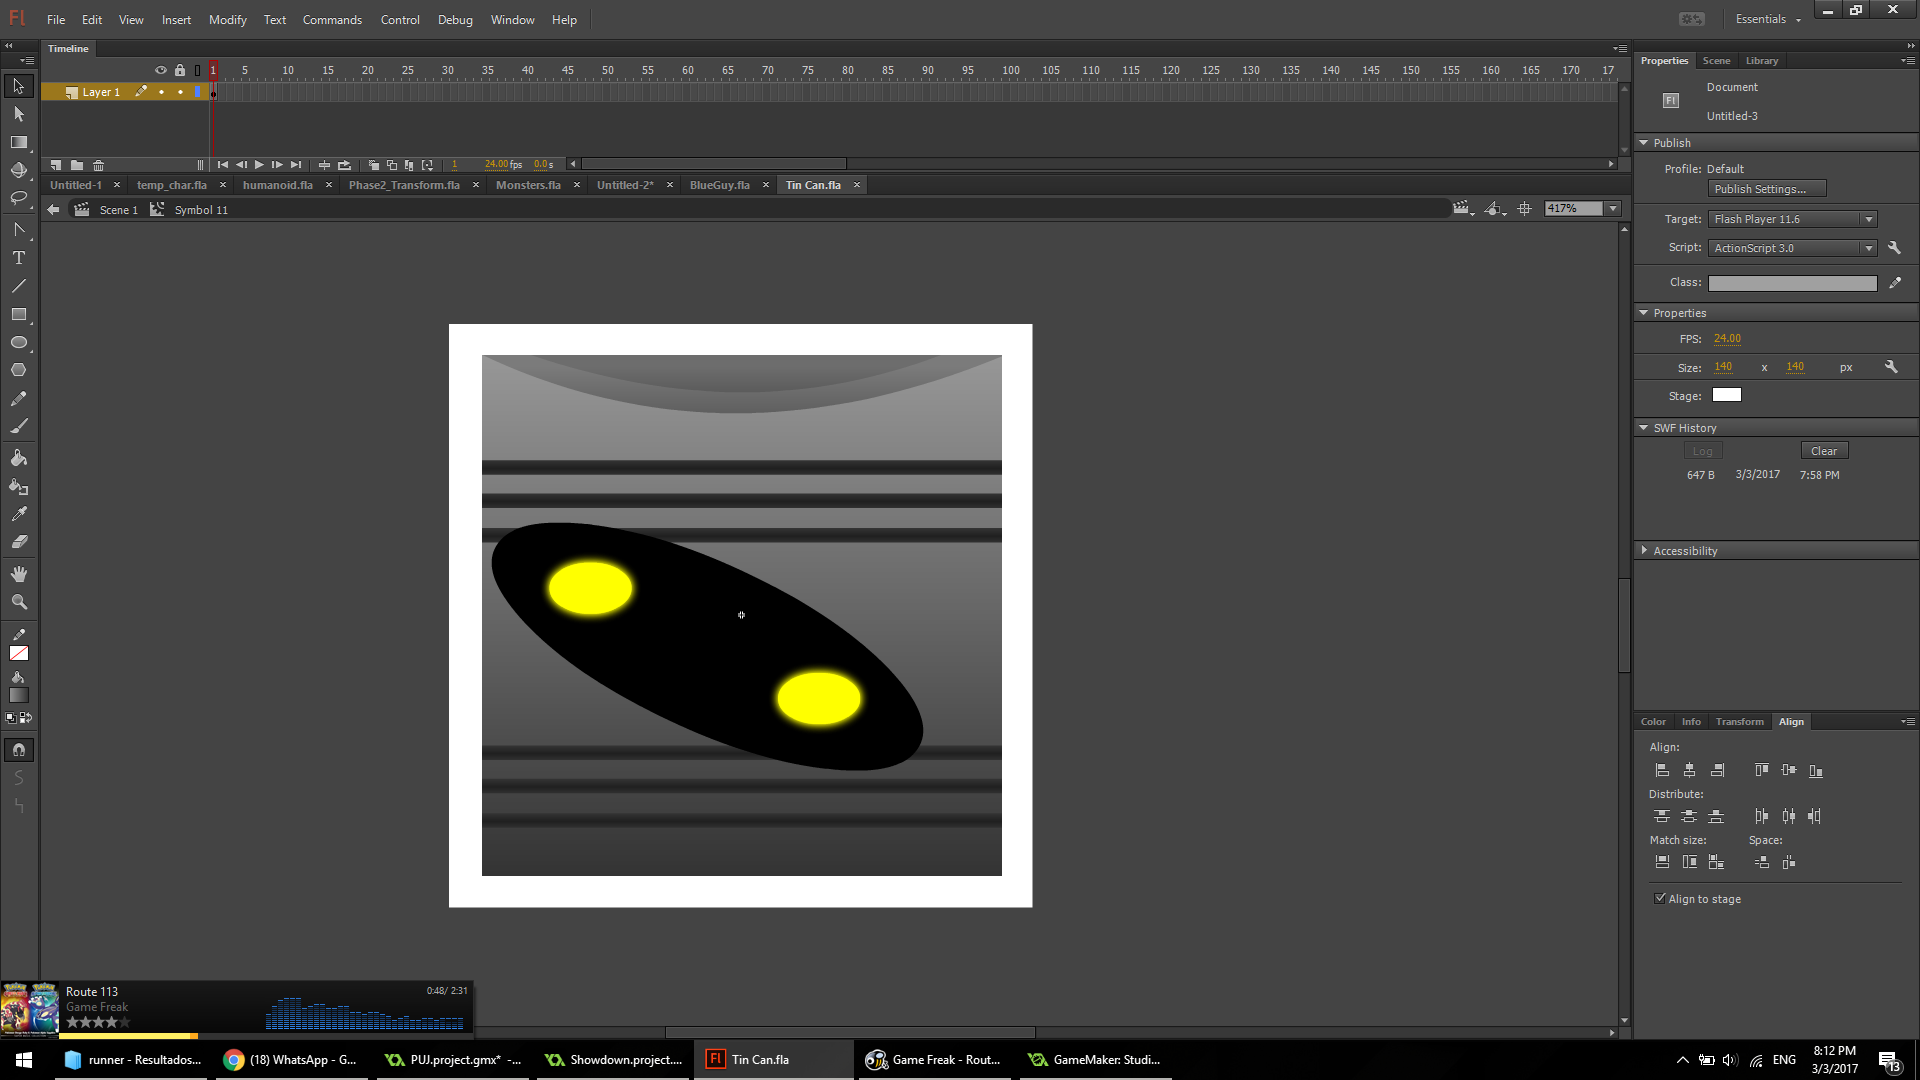 Fl File Edit View Insert Modify Text Commands Control Debug Window Help Essentials
Timeline
1 5 10 15 20 25 30 35 40 45 50 55 60 65 70 75 80 85 90 95 100 105 110 115 120 125 130 135 140 145 150 155 160 165 170 17
Layer 1
1 24.00 fps 0.0 s
Untitled-1 temp_char.fla humanoid.fla Phase2_Transform.fla Monsters.fla Untitled-2* BlueGuy.fla Tin Can.fla
Scene 1 Symbol 11 417%
Properties Scene Library
Fl Document
Untitled-3
Publish
Profile: Default
Publish Settings...
Target: Flash Player 11.6
Script: ActionScript 3.0
Class:
Properties
FPS: 24.00
Size: 140 x 140 px
Stage:
SWF History
Log Clear
647 B 3/3/2017 7:58 PM
Accessibility
Color Info Transform Align
Align:
Distribute:
Match size: Space:
Align to stage
Route 113 0:48/ 2:31
Game Freak
runner - Resultados... (18) WhatsApp - G... PUJ.project.gmx* -... Showdown.project.... Fl Tin Can.fla Game Freak - Rout... GameMaker: Studi... ENG 8:12 PM
3/3/2017 13